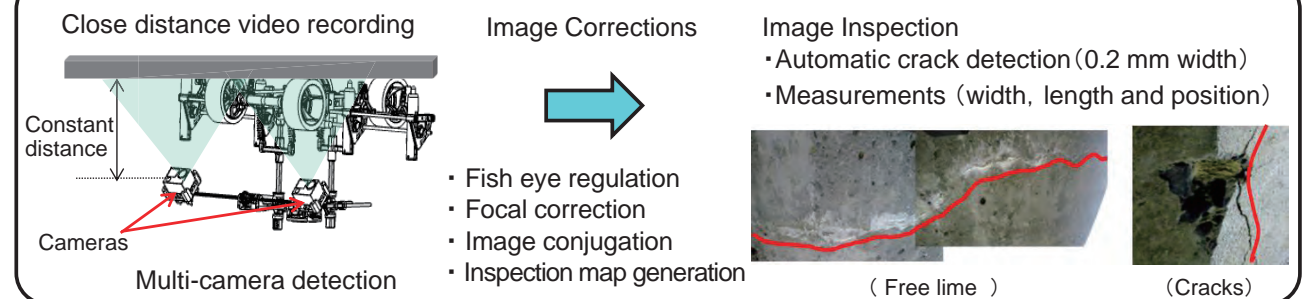 Close distance video recording
Constant
distance
Cameras
Multi-camera detection
Image Corrections
・Fish eye regulation
・Focal correction
・Image conjugation
・Inspection map generation
Image Inspection
・Automatic crack detection（0.2 mm width）
・Measurements（width，length and position）
（ Free lime ）
（Cracks）